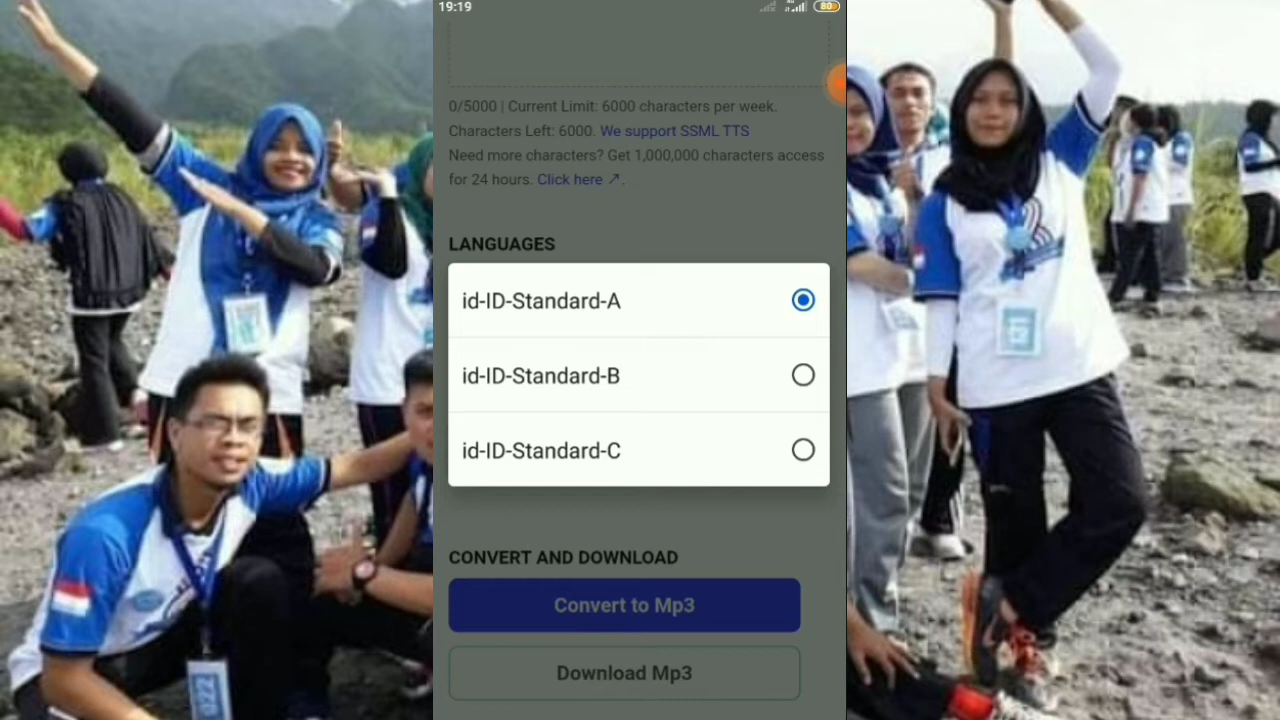 19:19
80
0/5000 | Current Limit: 6000 characters per week.
Characters Left: 6000. We support SSML TTS
Need more characters? Get 1,000,000 characters access
for 24 hours. Click here ↗.
LANGUAGES
id-ID-Standard-A
id-ID-Standard-B
id-ID-Standard-C
CONVERT AND DOWNLOAD
Convert to Mp3
Download Mp3